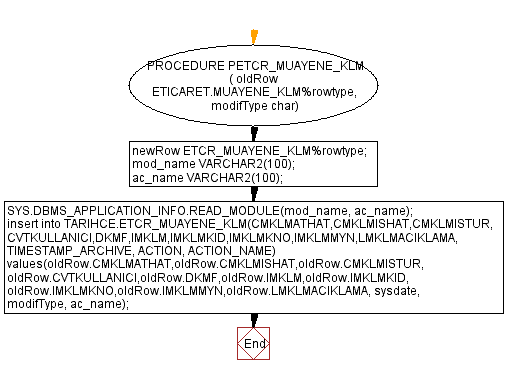 PROCEDURE PETCR_MUAYENE_KLM
( oldRow
ETICARET.MUAYENE_KLM%rowtype,
modifType char)
newRow ETCR_MUAYENE_KLM%rowtype;
mod_name VARCHAR2(100);
ac_name VARCHAR2(100);
SYS.DBMS_APPLICATION_INFO.READ_MODULE(mod_name, ac_name);
insert into TARIHCE.ETCR_MUAYENE_KLM(CMKLMATHAT,CMKLMISHAT,CMKLMISTUR,
CVTKULLANICI,DKMF,IMKLM,IMKLMKID,IMKLMKNO,IMKLMMYN,LMKLMACIKLAMA,
TIMESTAMP_ARCHIVE, ACTION, ACTION_NAME)
values(oldRow.CMKLMATHAT,oldRow.CMKLMISHAT,oldRow.CMKLMISTUR,
oldRow.CVTKULLANICI,oldRow.DKMF,oldRow.IMKLM,oldRow.IMKLMKID,
oldRow.IMKLMKNO,oldRow.IMKLMMYN,oldRow.LMKLMACIKLAMA, sysdate,
modifType, ac_name);
End